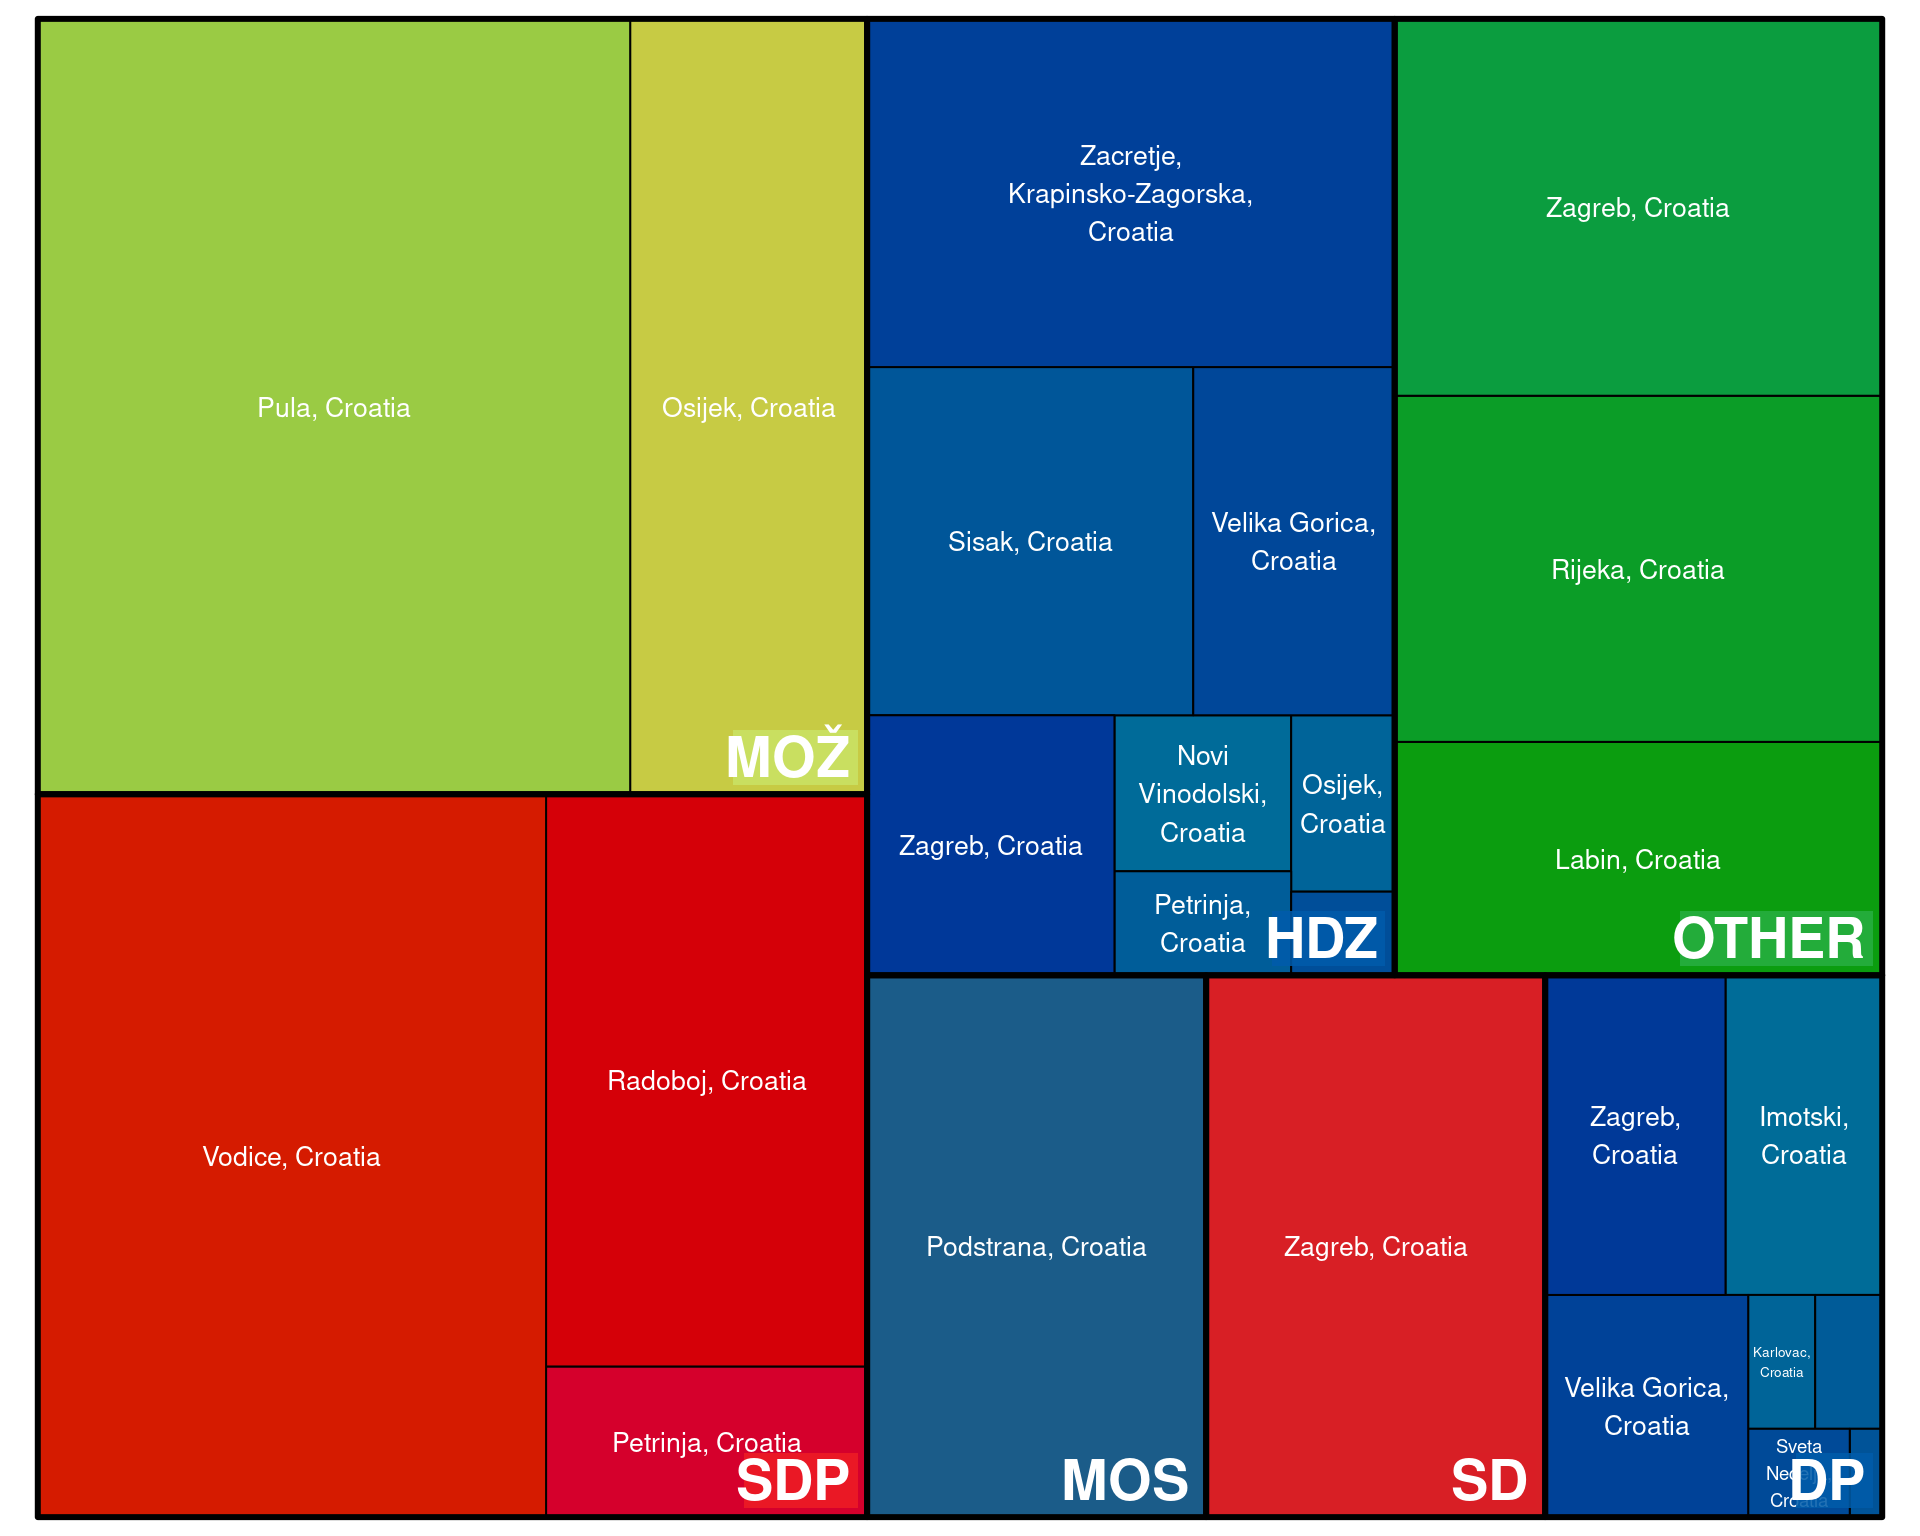 Pula, Croatia
Osijek, Croatia
MOŽ
Vodice, Croatia
Radoboj, Croatia
Petrinja, Croatia
SDP
Zacretje,
Krapinsko-Zagorska,
Croatia
Sisak, Croatia
Velika Gorica,
Croatia
Zagreb, Croatia
Novi
Vinodolski,
Croatia
Osijek,
Croatia
Petrinja,
Croatia
HDZ
Zagreb, Croatia
Rijeka, Croatia
Labin, Croatia
OTHER
Podstrana, Croatia
MOS
Zagreb, Croatia
SD
Zagreb,
Croatia
Imotski,
Croatia
Velika Gorica,
Croatia
Karlovac,
Croatia
Sveta
Croatia
DP